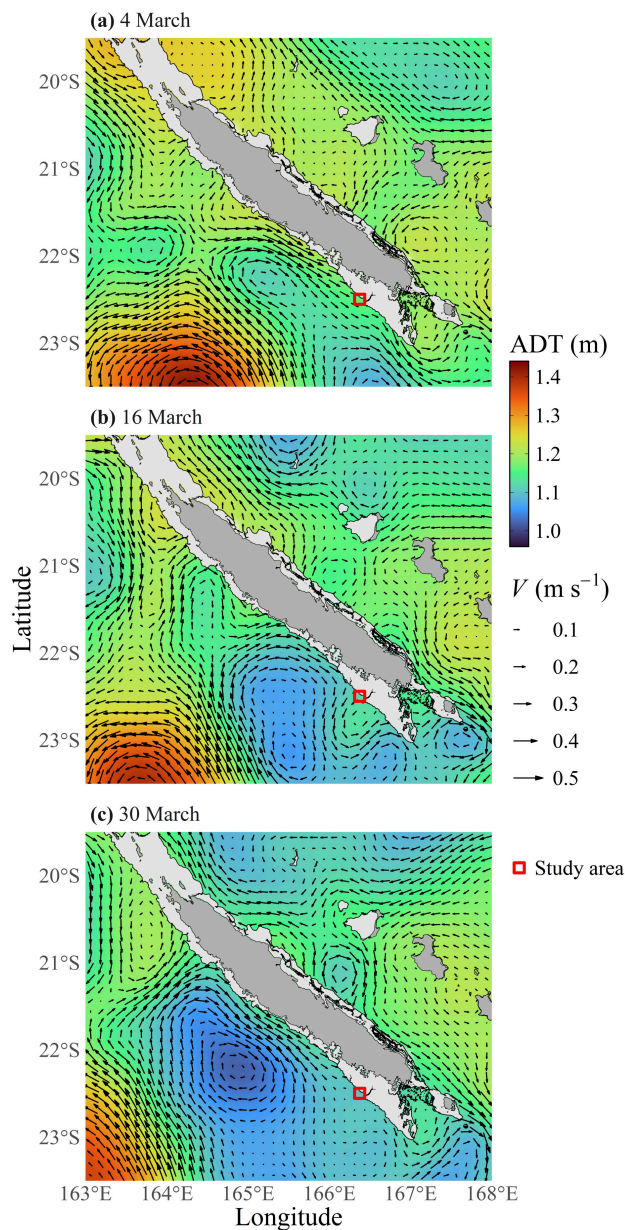 (a) 4 March
20°S
21°S
22°S
23°S
ADT (m)
1.4
1.3
1.2
1.1
1.0
(b) 16 March
20°S
21°S
22°S
23°S
Latitude
V (m s⁻¹)
0.1
0.2
0.3
0.4
0.5
(c) 30 March
20°S
21°S
22°S
23°S
Study area
163°E 164°E 165°E 166°E 167°E 168°E
Longitude